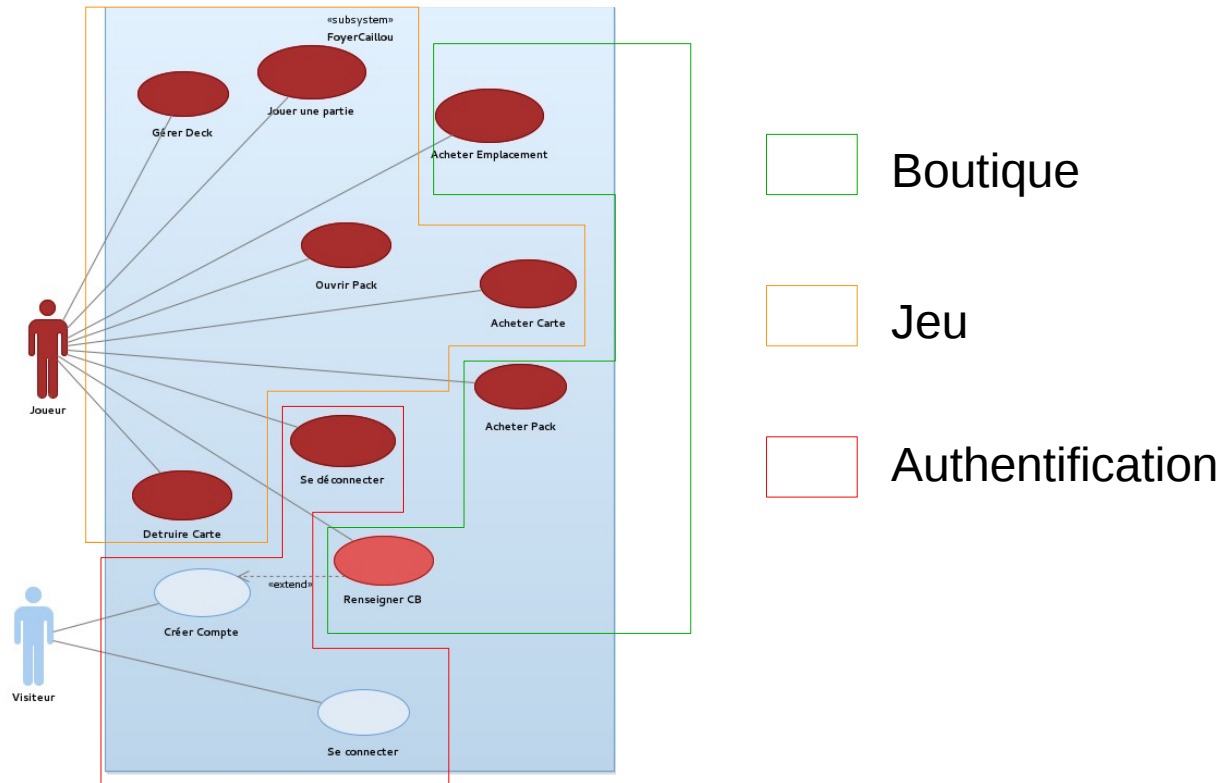 «subsystem»
FoyerCaillou
Gérer Deck
Jouer une partie
Acheter Emplacement
Ouvrir Pack
Acheter Carte
Joueur
Acheter Pack
Se déconnecter
Detruire Carte
«extend»
Renseigner CB
Créer Compte
Visiteur
Se connecter
Boutique
Jeu
Authentification